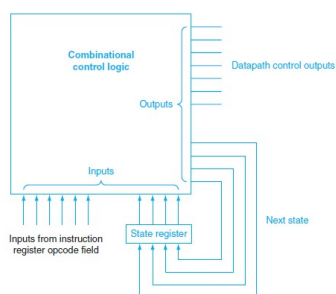 Combinational
control logic
Datapath control outputs
Outputs
Inputs
Next state
Inputs from instruction
register opcode field
State register